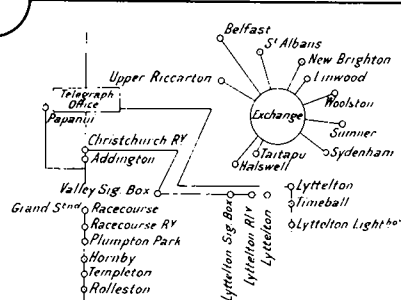 Belfast
St Albans
New Brighton
Linwood
Upper Riccarton
Woolston
Telegraph
Office
Exchange
Papanui
Sumner
Christchurch RY
Taitapu
Sydenham
Addington
Halswell
Valley Sig. Box
Lyttelton
Grand Stnd
Racecourse
Timeball
Racecourse RY
Lyttelton Lightho
Plumpton Park
Lyttelton Sig. Box
Lyttelton RlY
Lyttelton
Hornby
Templeton
Rolleston